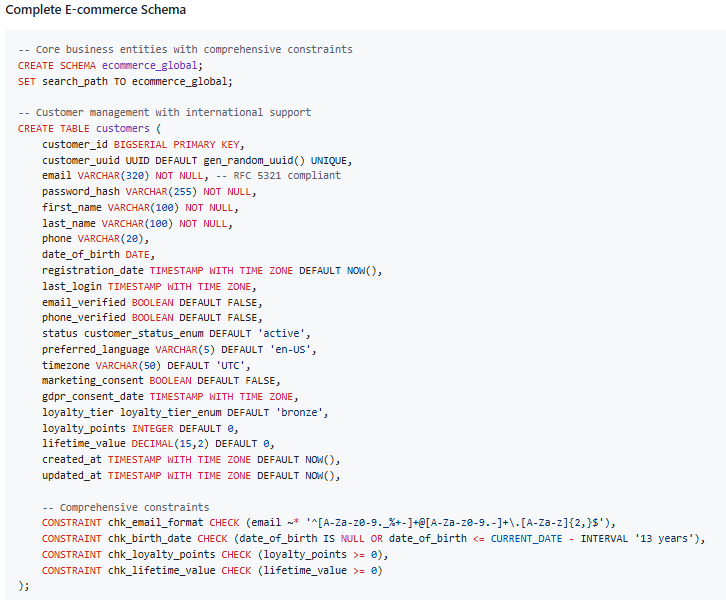 Complete E-commerce Schema
-- Core business entities with comprehensive constraints
CREATE SCHEMA ecommerce_global;
SET search_path TO ecommerce_global;
-- Customer management with international support
CREATE TABLE customers (
customer_id BIGSERIAL PRIMARY KEY,
customer_uuid UUID DEFAULT gen_random_uuid() UNIQUE,
email VARCHAR(320) NOT NULL, -- RFC 5321 compliant
password_hash VARCHAR(255) NOT NULL,
first_name VARCHAR(100) NOT NULL,
last_name VARCHAR(100) NOT NULL,
phone VARCHAR(20),
date_of_birth DATE,
registration_date TIMESTAMP WITH TIME ZONE DEFAULT NOW(),
last_login TIMESTAMP WITH TIME ZONE,
email_verified BOOLEAN DEFAULT FALSE,
phone_verified BOOLEAN DEFAULT FALSE,
status customer_status_enum DEFAULT 'active',
preferred_language VARCHAR(5) DEFAULT 'en-US',
timezone VARCHAR(50) DEFAULT 'UTC',
marketing_consent BOOLEAN DEFAULT FALSE,
gdpr_consent_date TIMESTAMP WITH TIME ZONE,
loyalty_tier loyalty_tier_enum DEFAULT 'bronze',
loyalty_points INTEGER DEFAULT 0,
lifetime_value DECIMAL(15,2) DEFAULT 0,
created_at TIMESTAMP WITH TIME ZONE DEFAULT NOW(),
updated_at TIMESTAMP WITH TIME ZONE DEFAULT NOW(),
-- Comprehensive constraints
CONSTRAINT chk_email_format CHECK (email ~* '^[A-Za-z0-9._%+-]+@[A-Za-z0-9.-]+\.[A-Za-z]{2,}$'),
CONSTRAINT chk_birth_date CHECK (date_of_birth IS NULL OR date_of_birth <= CURRENT_DATE - INTERVAL '13 years'),
CONSTRAINT chk_loyalty_points CHECK (loyalty_points >= 0),
CONSTRAINT chk_lifetime_value CHECK (lifetime_value >= 0)
);